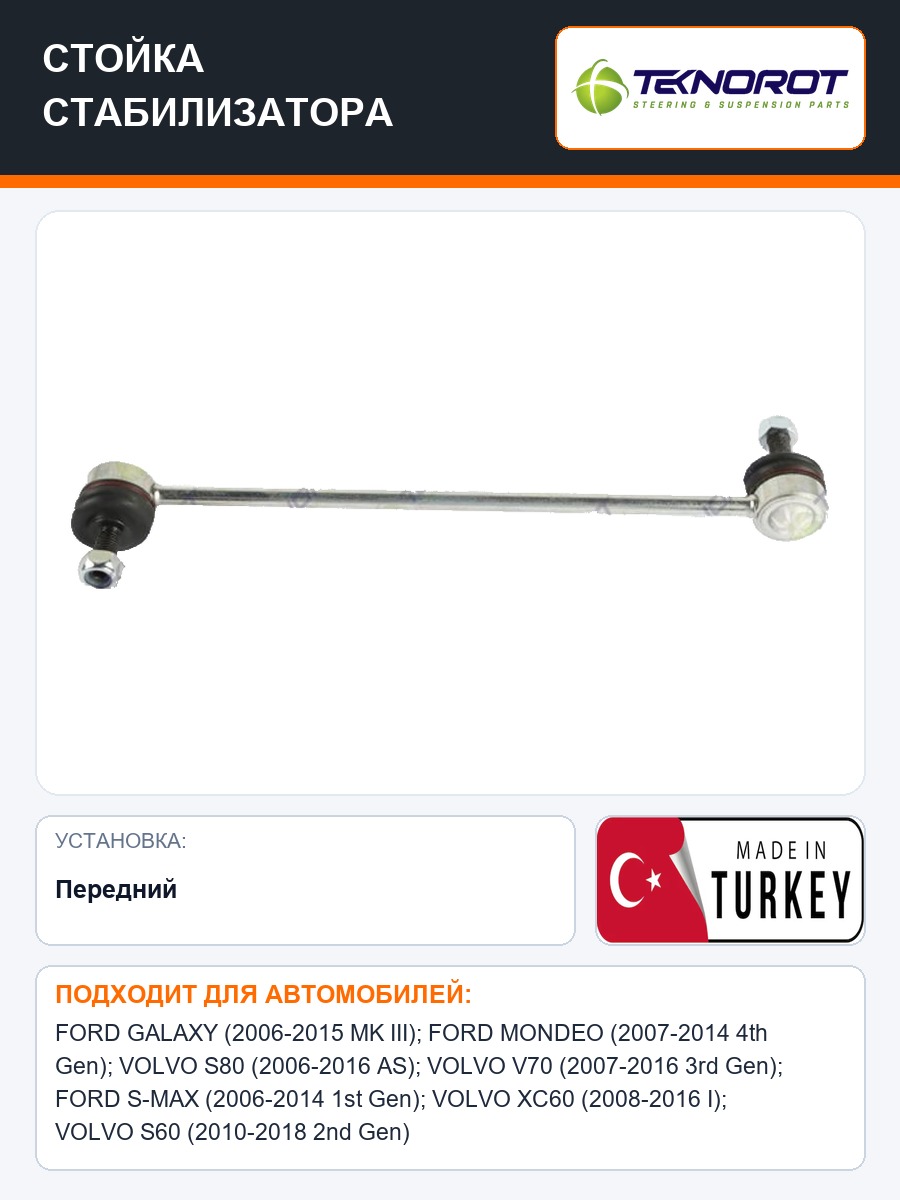 СТОЙКА
СТАБИЛИЗАТОРА
TEKNOROT
STEERING & SUSPENSION PARTS
УСТАНОВКА:
Передний
MADE IN
TURKEY
ПОДХОДИТ ДЛЯ АВТОМОБИЛЕЙ:
FORD GALAXY (2006-2015 MK III); FORD MONDEO (2007-2014 4th
Gen); VOLVO S80 (2006-2016 AS); VOLVO V70 (2007-2016 3rd Gen);
FORD S-MAX (2006-2014 1st Gen); VOLVO XC60 (2008-2016 I);
VOLVO S60 (2010-2018 2nd Gen)